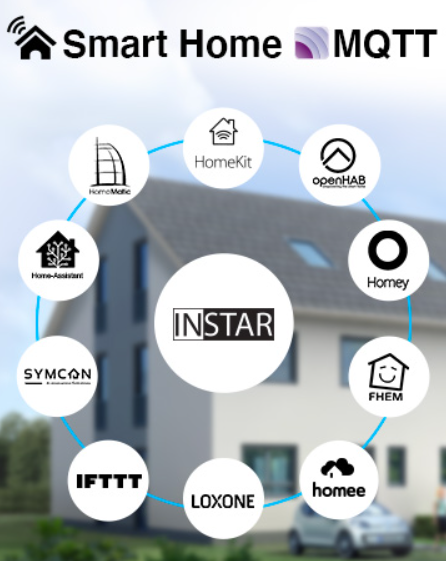 Smart Home MQTT
HomeKit
openHAB
Homey
FHEM
homee
LOXONE
IFTTT
SYMCON
Home-Assistant
HomeMatic
INSTAR